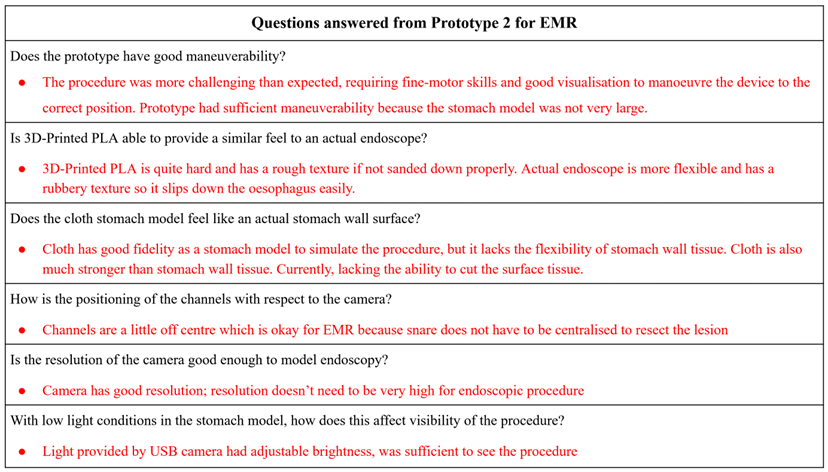 Questions answered from Prototype 2 for EMR
Does the prototype have good maneuverability?
● The procedure was more challenging than expected, requiring fine-motor skills and good visualisation to manoeuvre the device to the
correct position. Prototype had sufficient maneuverability because the stomach model was not very large.
Is 3D-Printed PLA able to provide a similar feel to an actual endoscope?
● 3D-Printed PLA is quite hard and has a rough texture if not sanded down properly. Actual endoscope is more flexible and has a
rubbery texture so it slips down the oesophagus easily.
Does the cloth stomach model feel like an actual stomach wall surface?
● Cloth has good fidelity as a stomach model to simulate the procedure, but it lacks the flexibility of stomach wall tissue. Cloth is also
much stronger than stomach wall tissue. Currently, lacking the ability to cut the surface tissue.
How is the positioning of the channels with respect to the camera?
● Channels are a little off centre which is okay for EMR because snare does not have to be centralised to resect the lesion
Is the resolution of the camera good enough to model endoscopy?
● Camera has good resolution; resolution doesn’t need to be very high for endoscopic procedure
With low light conditions in the stomach model, how does this affect visibility of the procedure?
● Light provided by USB camera had adjustable brightness, was sufficient to see the procedure